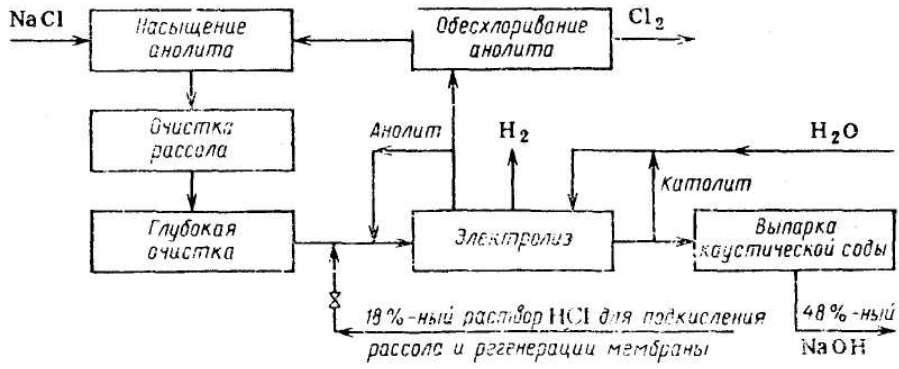 NaCl
Насыщение
анолита
Обесхлоривание
анолита
Cl2
Очистка
рассола
Анолит
H2
H2O
Католит
Глубокая
очистка
Электролиз
Выпарка
каустической соды
18%-ный раствор HCl для подкисления
рассола и регенерации мембраны
48%-ный
NaOH